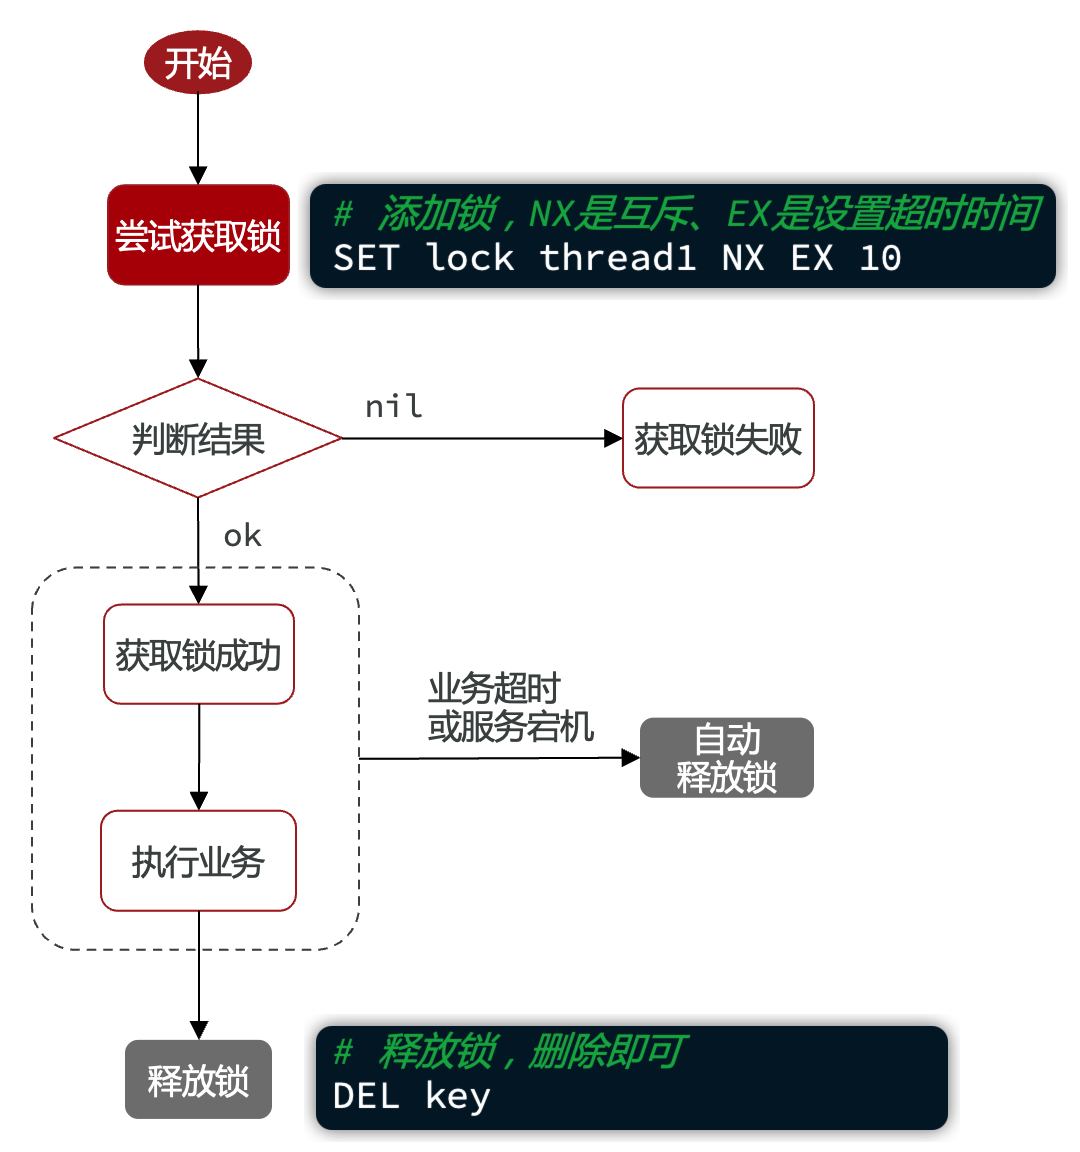 开始
尝试获取锁
# 添加锁，NX是互斥、EX是设置超时时间
SET lock thread1 NX EX 10
判断结果
nil
获取锁失败
ok
获取锁成功
业务超时
或服务宕机
自动
释放锁
执行业务
释放锁
# 释放锁，删除即可
DEL key